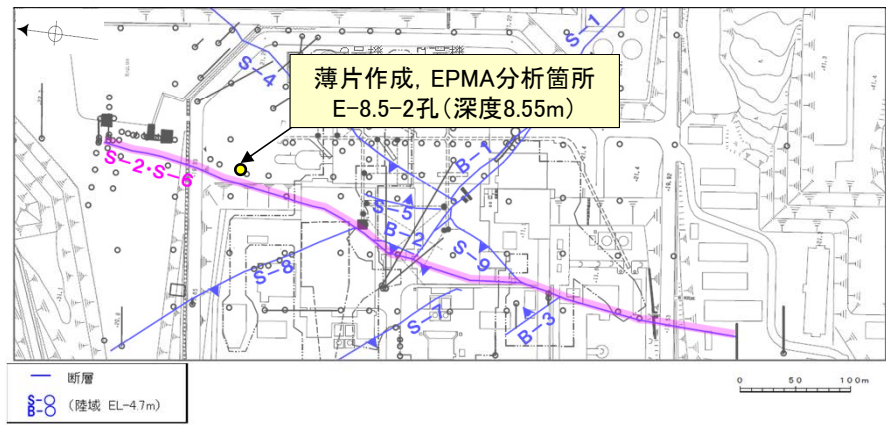 S-1
S-4
薄片作成，EPMA分析箇所
E-8.5-2孔（深度8.55m）
S-2・S-6
B-1
S-5
B-2
S-9
S-8
S-7
B-3
断層
S-○
B-○ （陸域 EL-4.7m）
0 50 100m